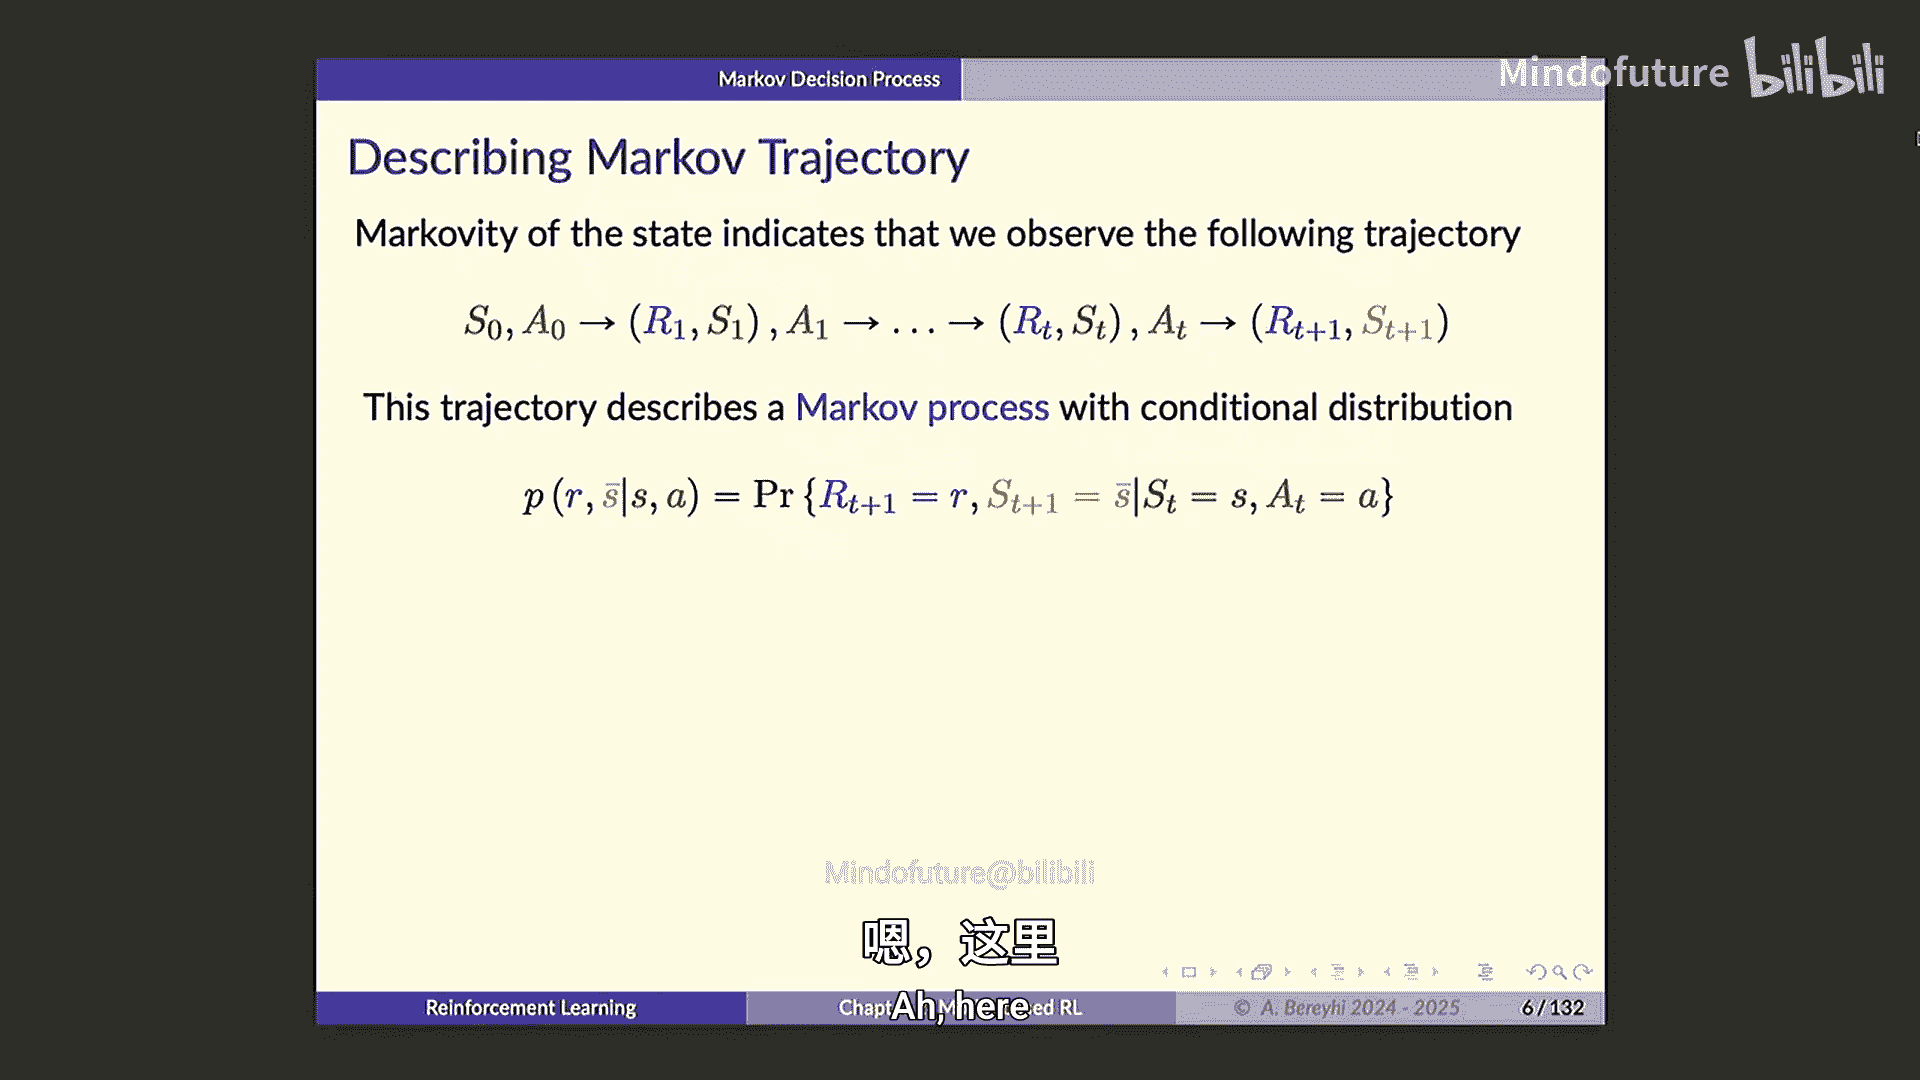 Markov Decision Process
Mindofuture bilibili
Describing Markov Trajectory
Markovity of the state indicates that we observe the following trajectory
S₀, A₀ → (R₁, S₁), A₁ → … → (Rₜ, Sₜ), Aₜ → (Rₜ₊₁, Sₜ₊₁)
This trajectory describes a Markov process with conditional distribution
p(r, s̄|s, a) = Pr {Rₜ₊₁ = r, Sₜ₊₁ = s̄|Sₜ = s, Aₜ = a}
Mindofuture@bilibili
嗯，这里
Ah, here
Reinforcement Learning
Chapt
ed RL
© A. Bereyhi 2024 - 2025
6 / 132